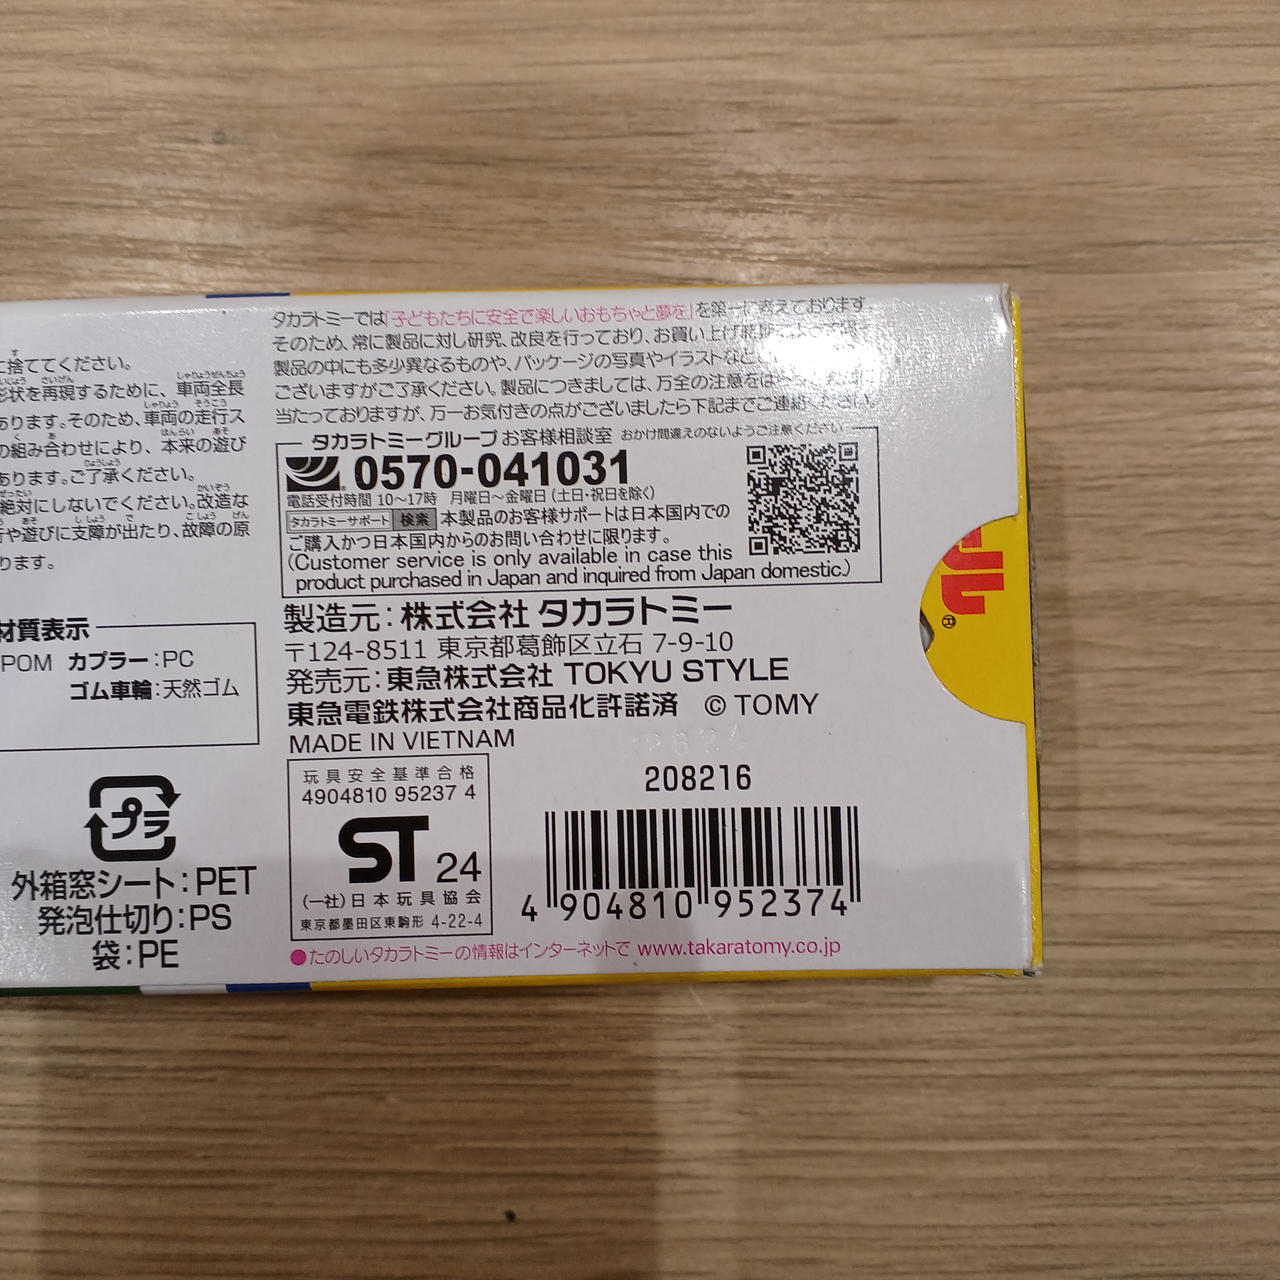 捨ててください。
形状を再現するために、車両全長
あります。そのため、車両の走行ス
の組み合わせにより、本来の遊び
あります。ご了承ください。
絶対にしないでください。改造な
や遊びに支障が出たり、故障の原
ります。
材質表示
POM カプラー:PC
ゴム車輪:天然ゴム
プラ
外箱窓シート:PET
発泡仕切り:PS
袋:PE
タカラトミーでは「子どもたちに安全で楽しいおもちゃと夢を」を第一に考えております
そのため、常に製品に対し研究、改良を行っており、お買い上げ
製品の中にも多少異なるものや、パッケージの写真やイラストなど
ございますがご了承ください。製品につきましては、万全の注意をはら
当たっておりますが、万一お気付きの点がございましたら下記までご連絡ください。
タカラトミーグループ お客様相談室 おかけ間違えのないようご注意ください
0570-041031
電話受付時間 10〜17時 月曜日〜金曜日 (土日・祝日を除く)
タカラトミーサポート 検索 本製品のお客様サポートは日本国内での
ご購入かつ日本国内からのお問い合わせに限ります。
(Customer service is only available in case this
product purchased in Japan and inquired from Japan domestic.)
製造元:株式会社 タカラトミー
〒124-8511 東京都葛飾区立石 7-9-10
発売元:東急株式会社 TOKYU STYLE
東急電鉄株式会社商品化許諾済 © TOMY
MADE IN VIETNAM
玩具安全基準合格
4904810 95237 4
ST 24
(一社)日本玩具協会
東京都墨田区東駒形 4-22-4
208216
4 904810 952374
●たのしいタカラトミーの情報はインターネットで www.takaratomy.co.jp
ール®